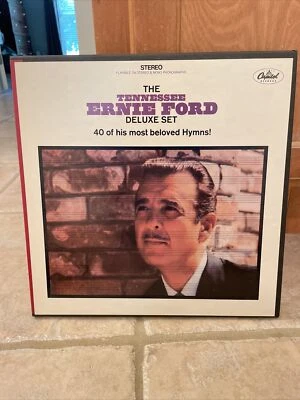 STEREO
PLAYABLE ON STEREO & MONO PHONOGRAPHS
Capitol
RECORDS
THE
TENNESSEE
ERNIE FORD
DELUXE SET
40 of his most beloved Hymns!